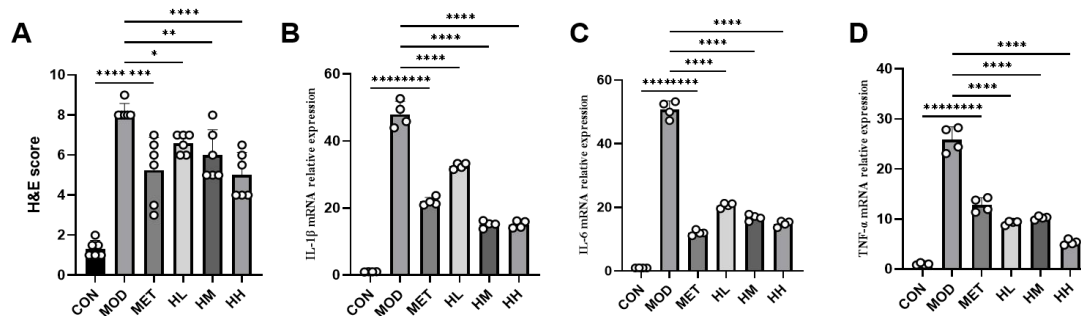 A
****
**
*
**** ***
H&E score
10
8
6
4
2
0
CON
MOD
MET
HL
HM
HH
B
****
****
****
********
IL-1β mRNA relative expression
60
40
20
0
CON
MOD
MET
HL
HM
HH
C
****
****
****
********
IL-6 mRNA relative expression
60
40
20
0
CON
MOD
MET
HL
HM
HH
D
****
****
****
********
TNF-α mRNA relative expression
40
30
20
10
0
CON
MOD
MET
HL
HM
HH